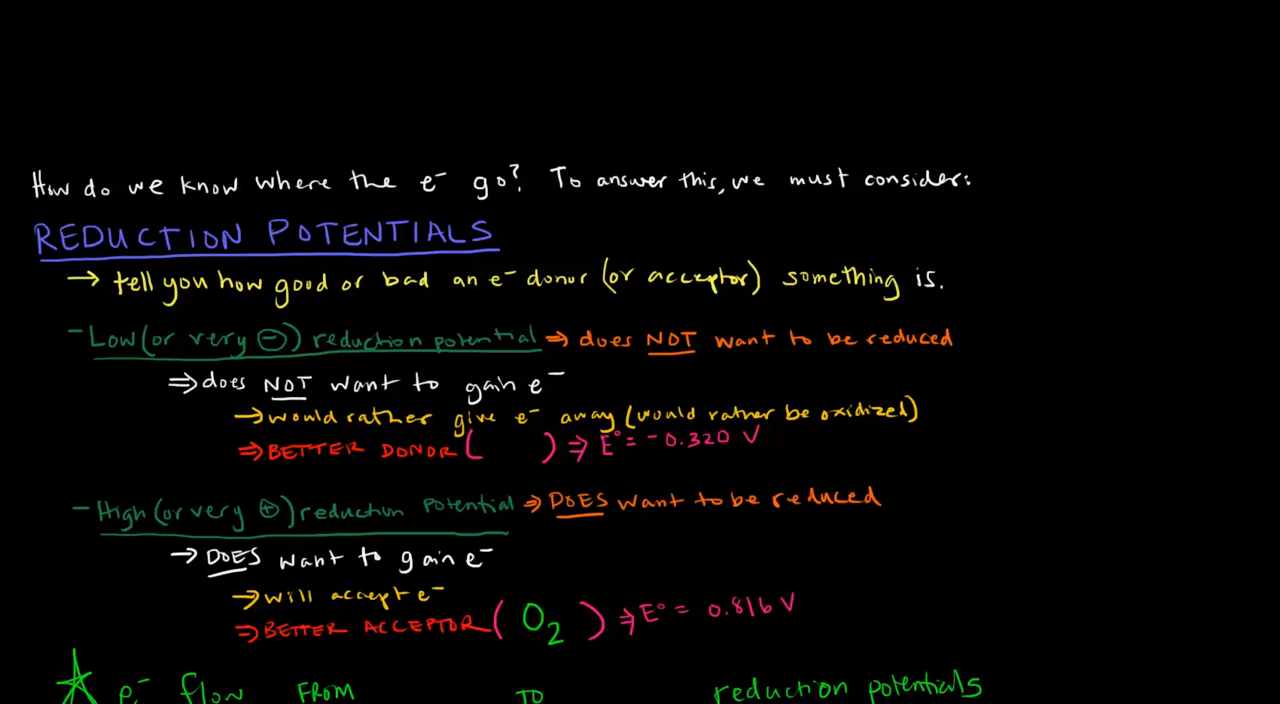 How do we know where the e⁻ go? To answer this, we must consider:
REDUCTION POTENTIALS
→ tell you how good or bad an e⁻ donor (or acceptor) something is.
- Low (or very ⊖) reduction potential ⇒ does NOT want to be reduced
⇒ does NOT want to gain e⁻
→ would rather give e⁻ away (would rather be oxidized)
⇒ BETTER DONOR ( ) ⇒ E° = -0.320 V
- High (or very ⊕) reduction potential ⇒ DOES want to be reduced
→ DOES want to gain e⁻
→ will accept e⁻
⇒ BETTER ACCEPTOR ( O₂ ) ⇒ E° = 0.816 V
☆ e⁻ flow FROM TO reduction potentials